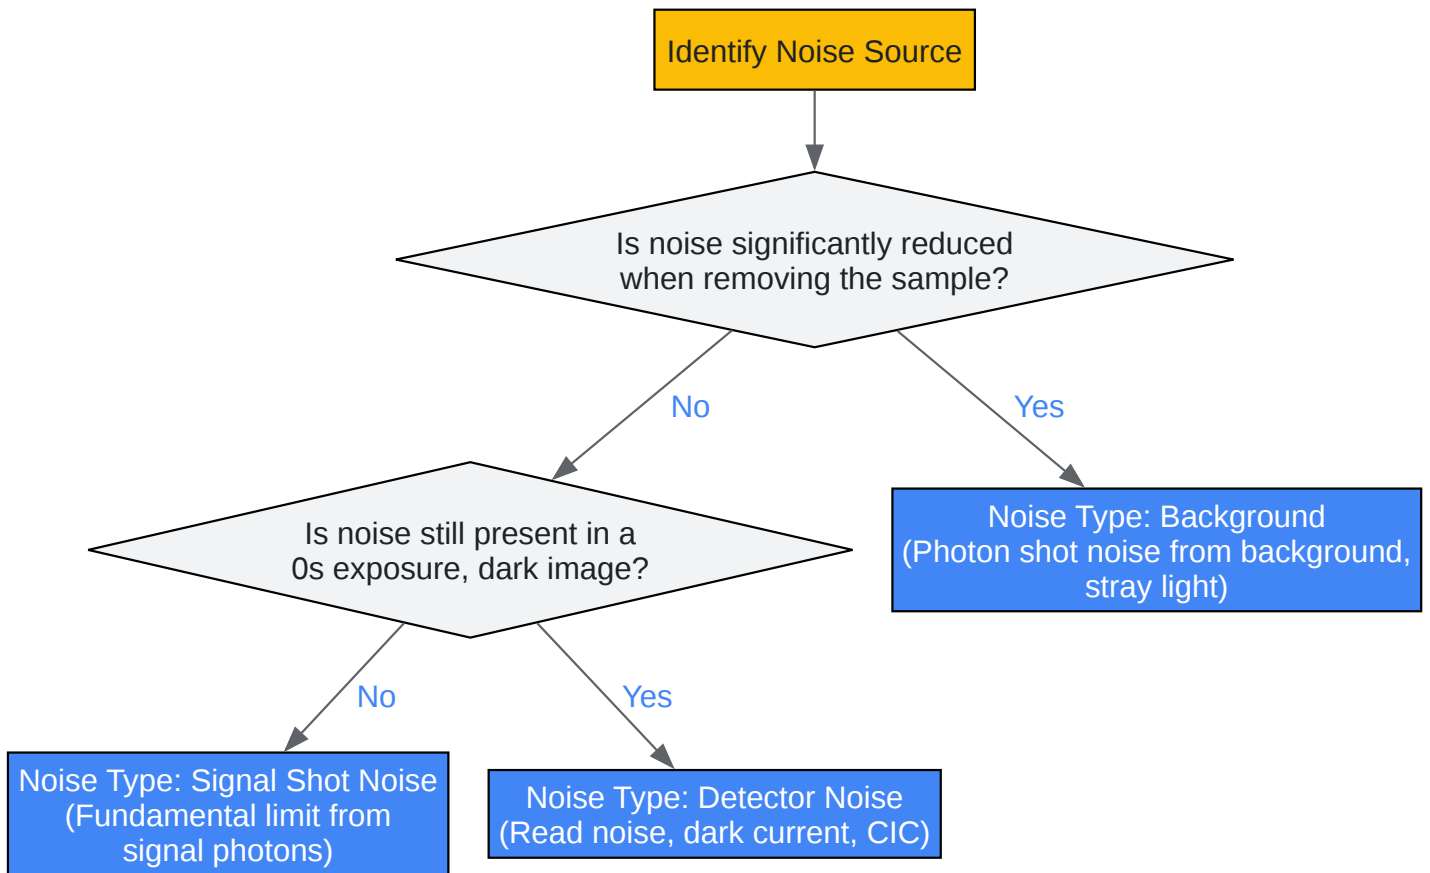 Identify Noise Source
Is noise significantly reduced
when removing the sample?
No
Yes
Is noise still present in a
0s exposure, dark image?
Noise Type: Background
(Photon shot noise from background,
stray light)
No
Yes
Noise Type: Signal Shot Noise
(Fundamental limit from
signal photons)
Noise Type: Detector Noise
(Read noise, dark current, CIC)